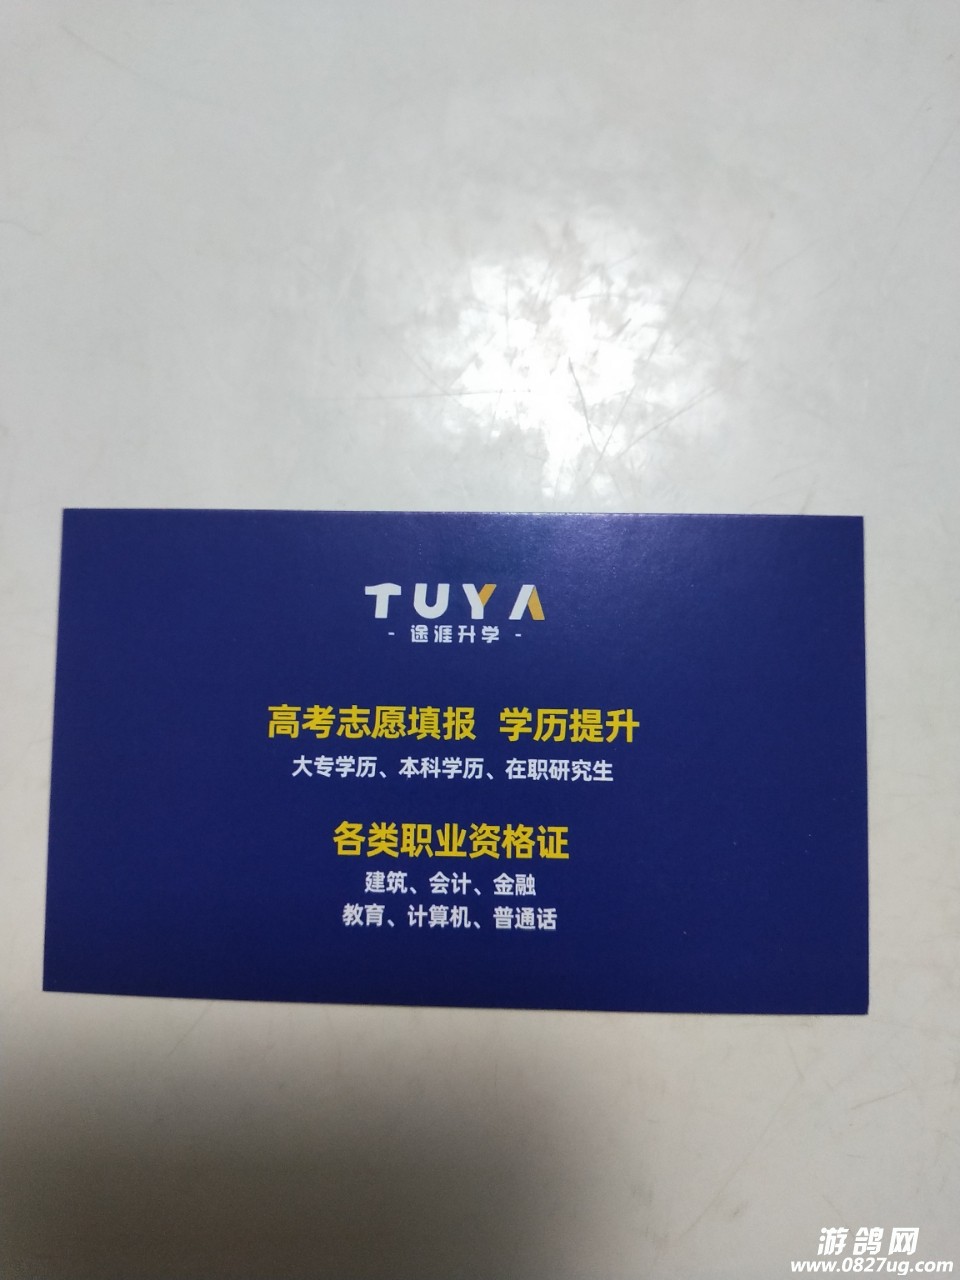 TUYA
- 途涯升学 -
高考志愿填报 学历提升
大专学历、本科学历、在职研究生
各类职业资格证
建筑、会计、金融
教育、计算机、普通话
游鸽网
www.0827ug.com